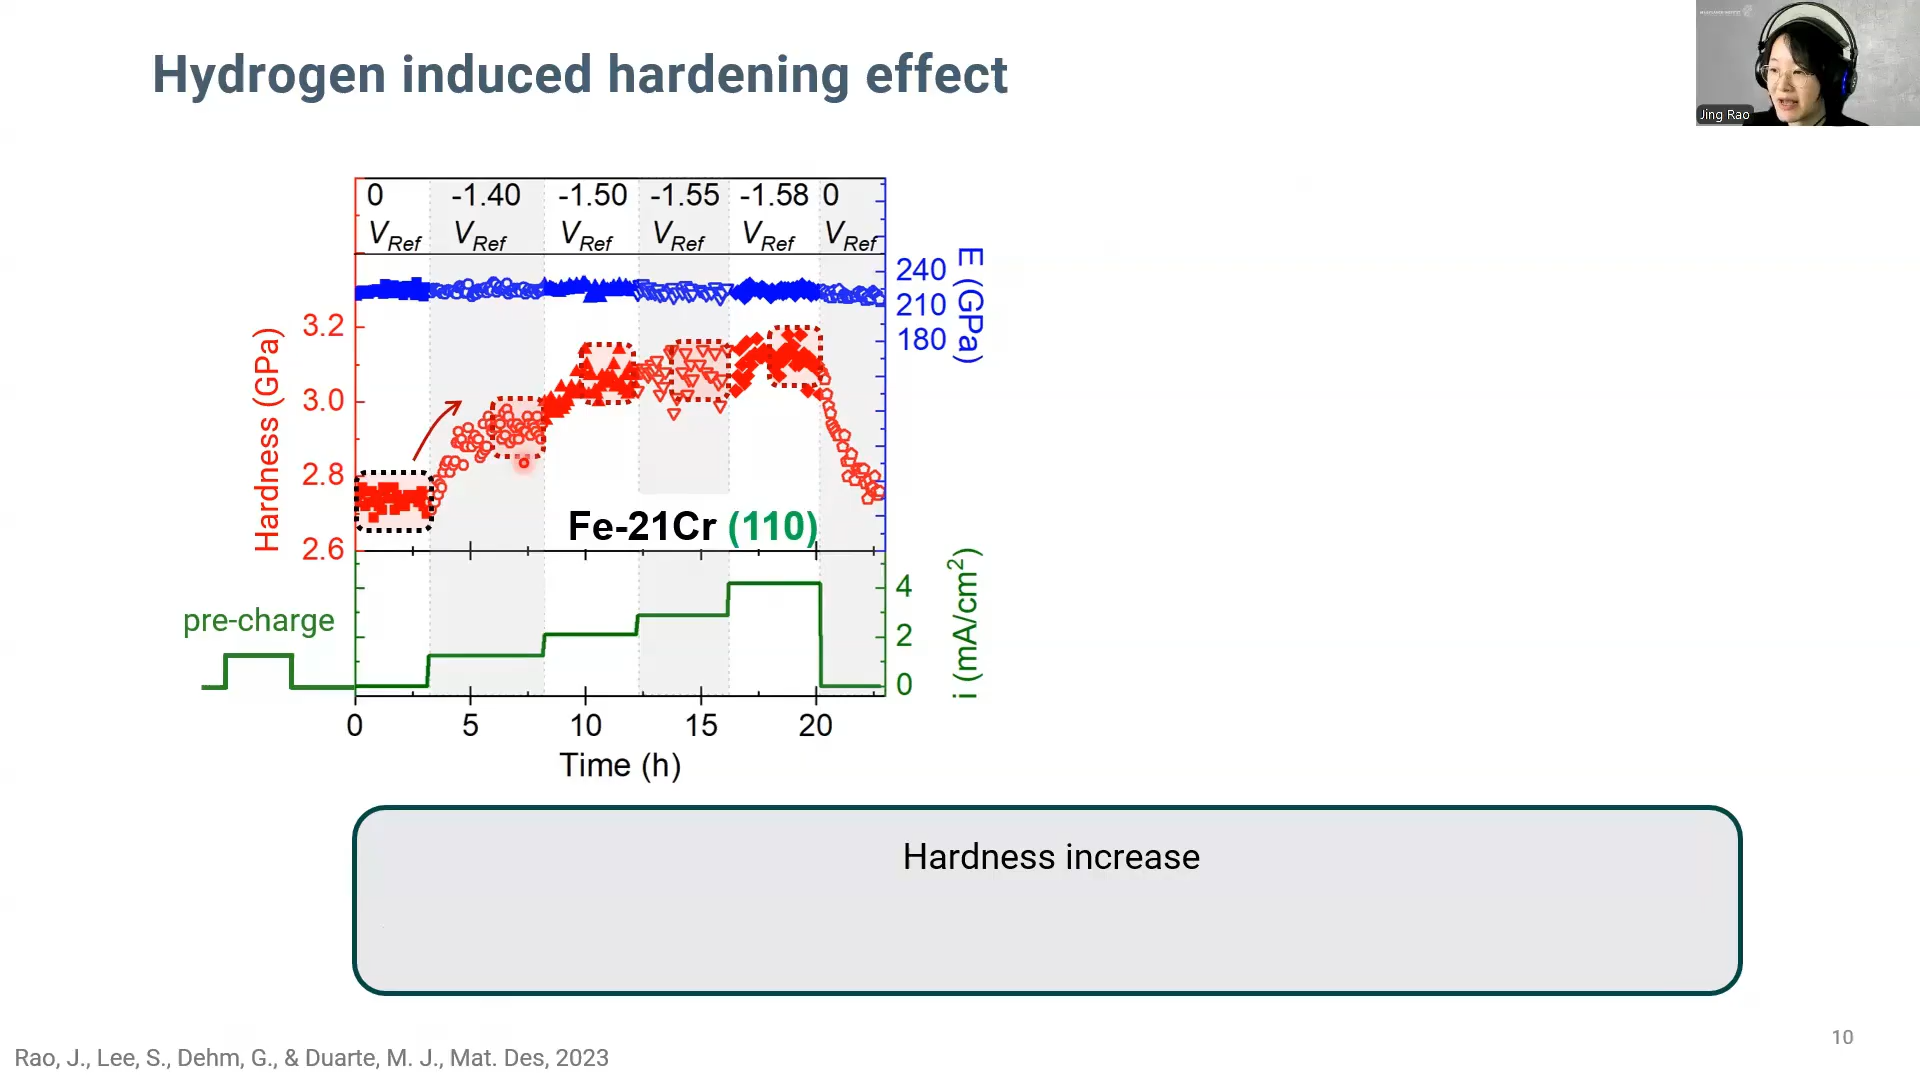 Hydrogen induced hardening effect
Jing Rao
0 -1.40 -1.50 -1.55 -1.58 0
VRef VRef VRef VRef VRef VRef
Hardness (GPa)
3.2
3.0
2.8
2.6
240
210
180
E (GPa)
Fe-21Cr (110)
pre-charge
4
2
0
i (mA/cm²)
0 5 10 15 20
Time (h)
Hardness increase
10
Rao, J., Lee, S., Dehm, G., & Duarte, M. J., Mat. Des, 2023